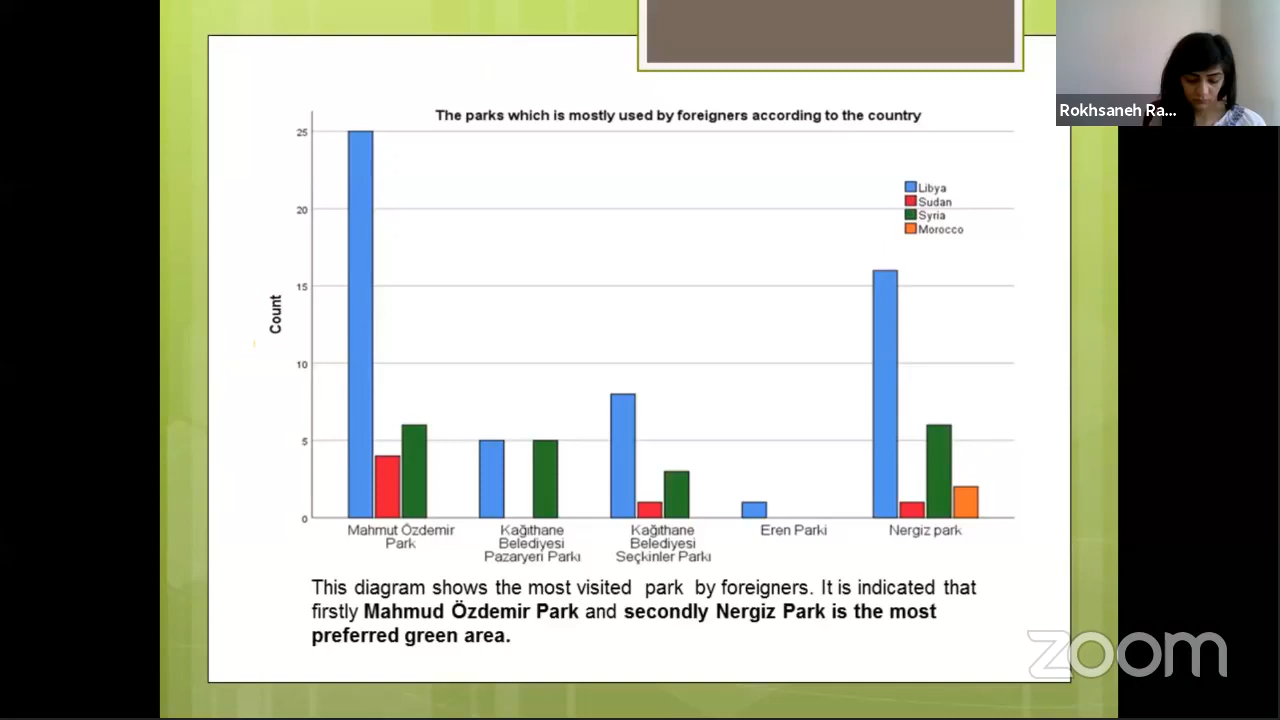 Rokhsaneh Ra...
The parks which is mostly used by foreigners according to the country
Libya
Sudan
Syria
Morocco
Count
25
20
15
10
5
0
Mahmut Özdemir
Park
Kağıthane
Belediyesi
Pazaryeri Parkı
Kağıthane
Belediyesi
Seçkinler Parkı
Eren Parki
Nergiz park
This diagram shows the most visited park by foreigners. It is indicated that
firstly Mahmud Özdemir Park and secondly Nergiz Park is the most
preferred green area.
zoom